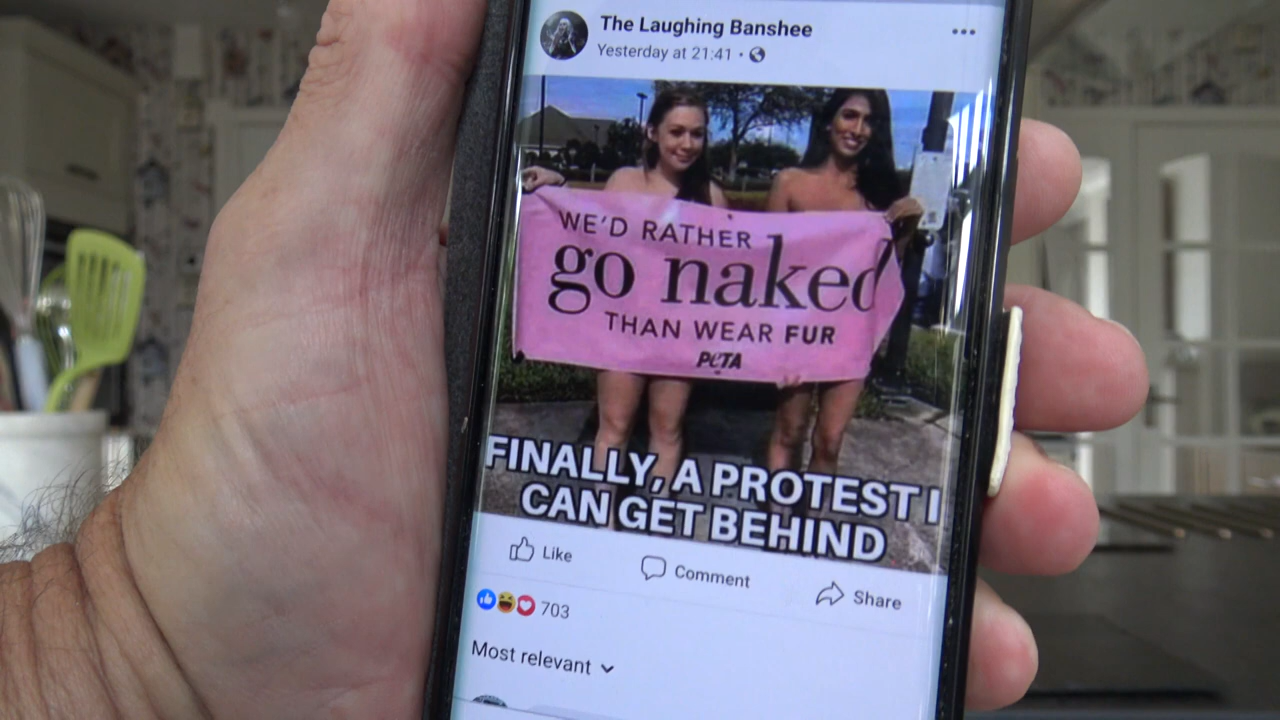 The Laughing Banshee
Yesterday at 21:41 •
WE'D RATHER
go naked
THAN WEAR FUR
PETA
FINALLY, A PROTEST I
CAN GET BEHIND
Like
Comment
Share
703
Most relevant